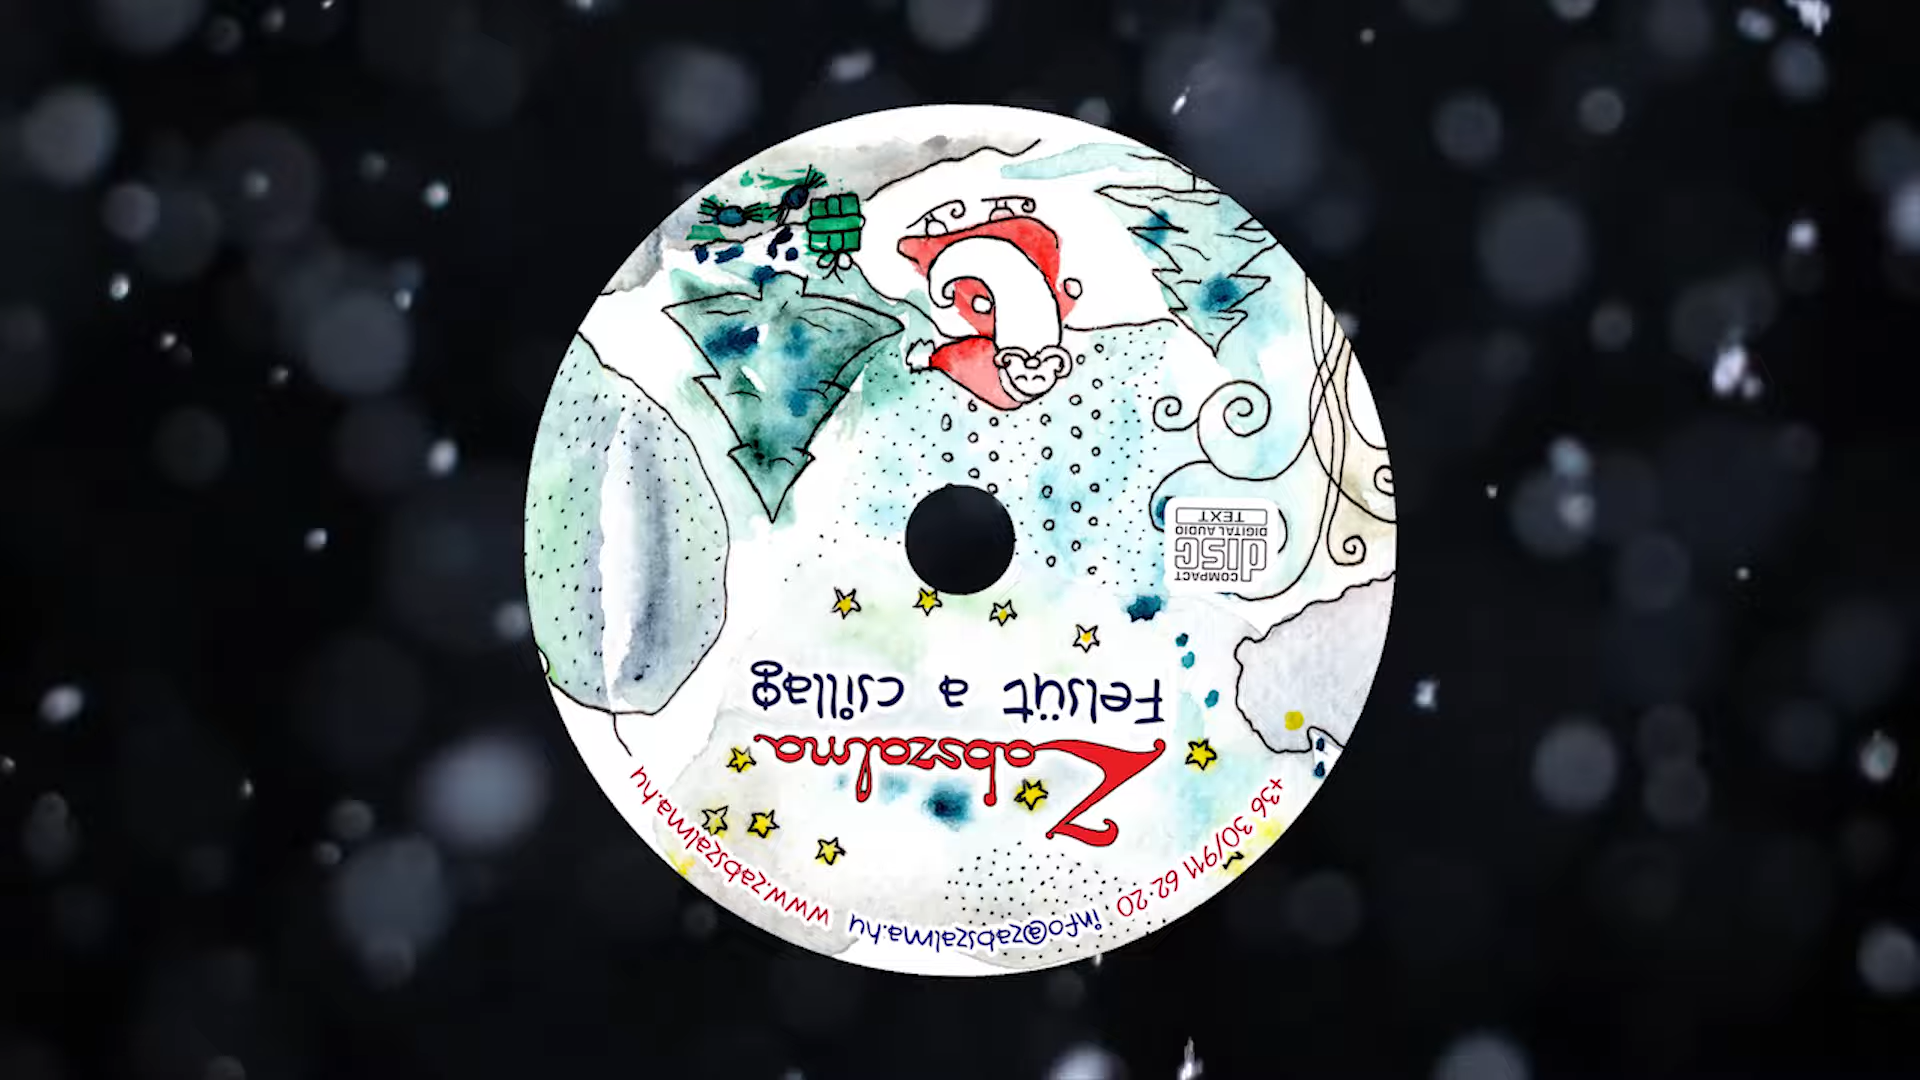 +36 30/911 62 20
info@zabszalma.hu
www.zabszalma.hu
Zabszalma
Felsüt a csillag
COMPACT
disc
DIGITAL AUDIO
TEXT